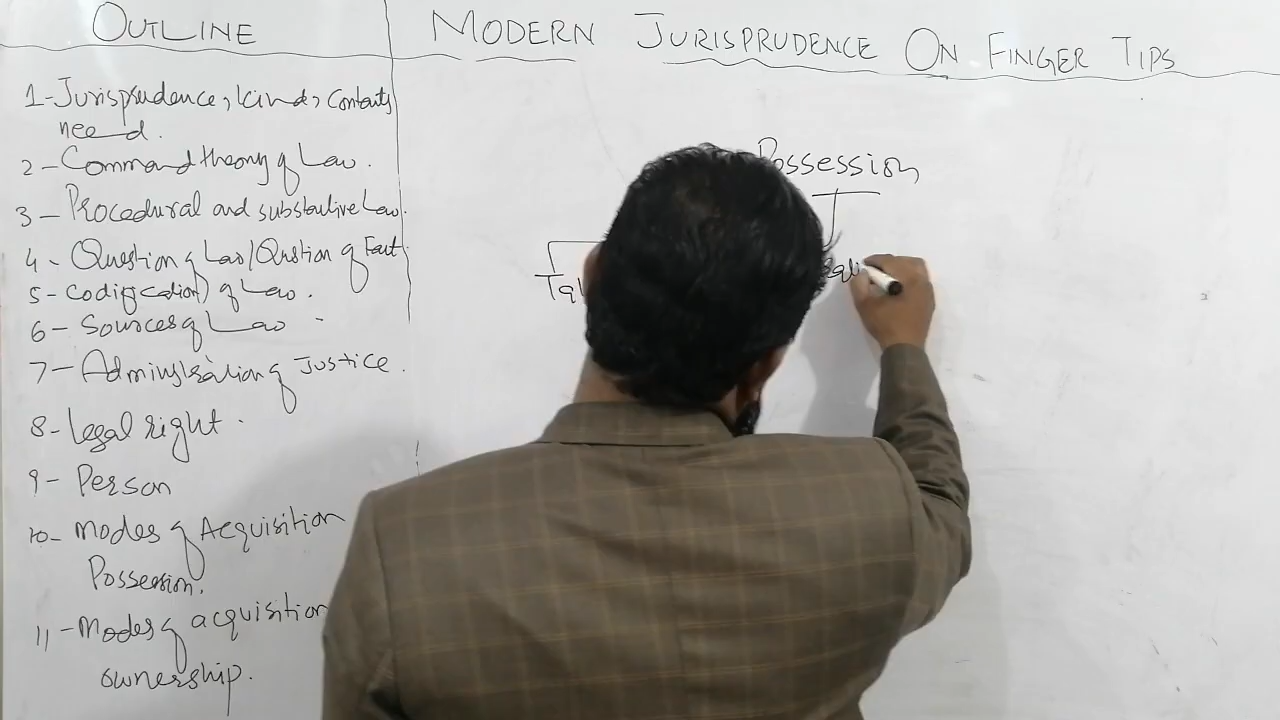 OUTLINE
MODERN JURISPRUDENCE ON FINGER TIPS
1-Jurisprudence, kinds, Contents
need.
2-Command theory of Law.
3-Procedural and substantive Law.
4-Question of Law/Question of Fact
5-Codification of Law.
6-Sources of Law
7-Administration of Justice.
8-Legal right.
9-Person
10-Modes of Acquisition
Possession.
11-Modes of acquisition
ownership.
Possession